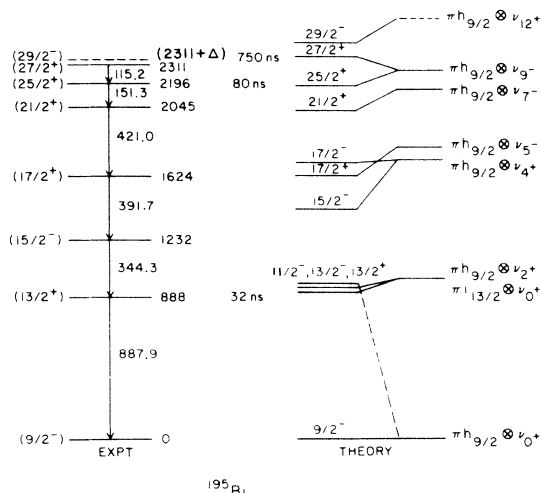 (29/2⁻) (2311+Δ) 750 ns
(27/2⁺) 2311
115.2
(25/2⁺) 2196 80 ns
151.3
(21/2⁺) 2045
421.0
(17/2⁺) 1624
391.7
(15/2⁻) 1232
344.3
(13/2⁺) 888 32 ns
887.9
(9/2⁻) 0
EXPT
29/2⁻ πh9/2 ⊗ ν12⁺
27/2⁺
25/2⁺ πh9/2 ⊗ ν9⁻
21/2⁺ πh9/2 ⊗ ν7⁻
17/2⁻ πh9/2 ⊗ ν5⁻
17/2⁺ πh9/2 ⊗ ν4⁺
15/2⁻
11/2⁻, 13/2⁻, 13/2⁺ πh9/2 ⊗ ν2⁺
πi13/2 ⊗ ν0⁺
9/2⁻ πh9/2 ⊗ ν0⁺
THEORY
¹⁹⁵Bi